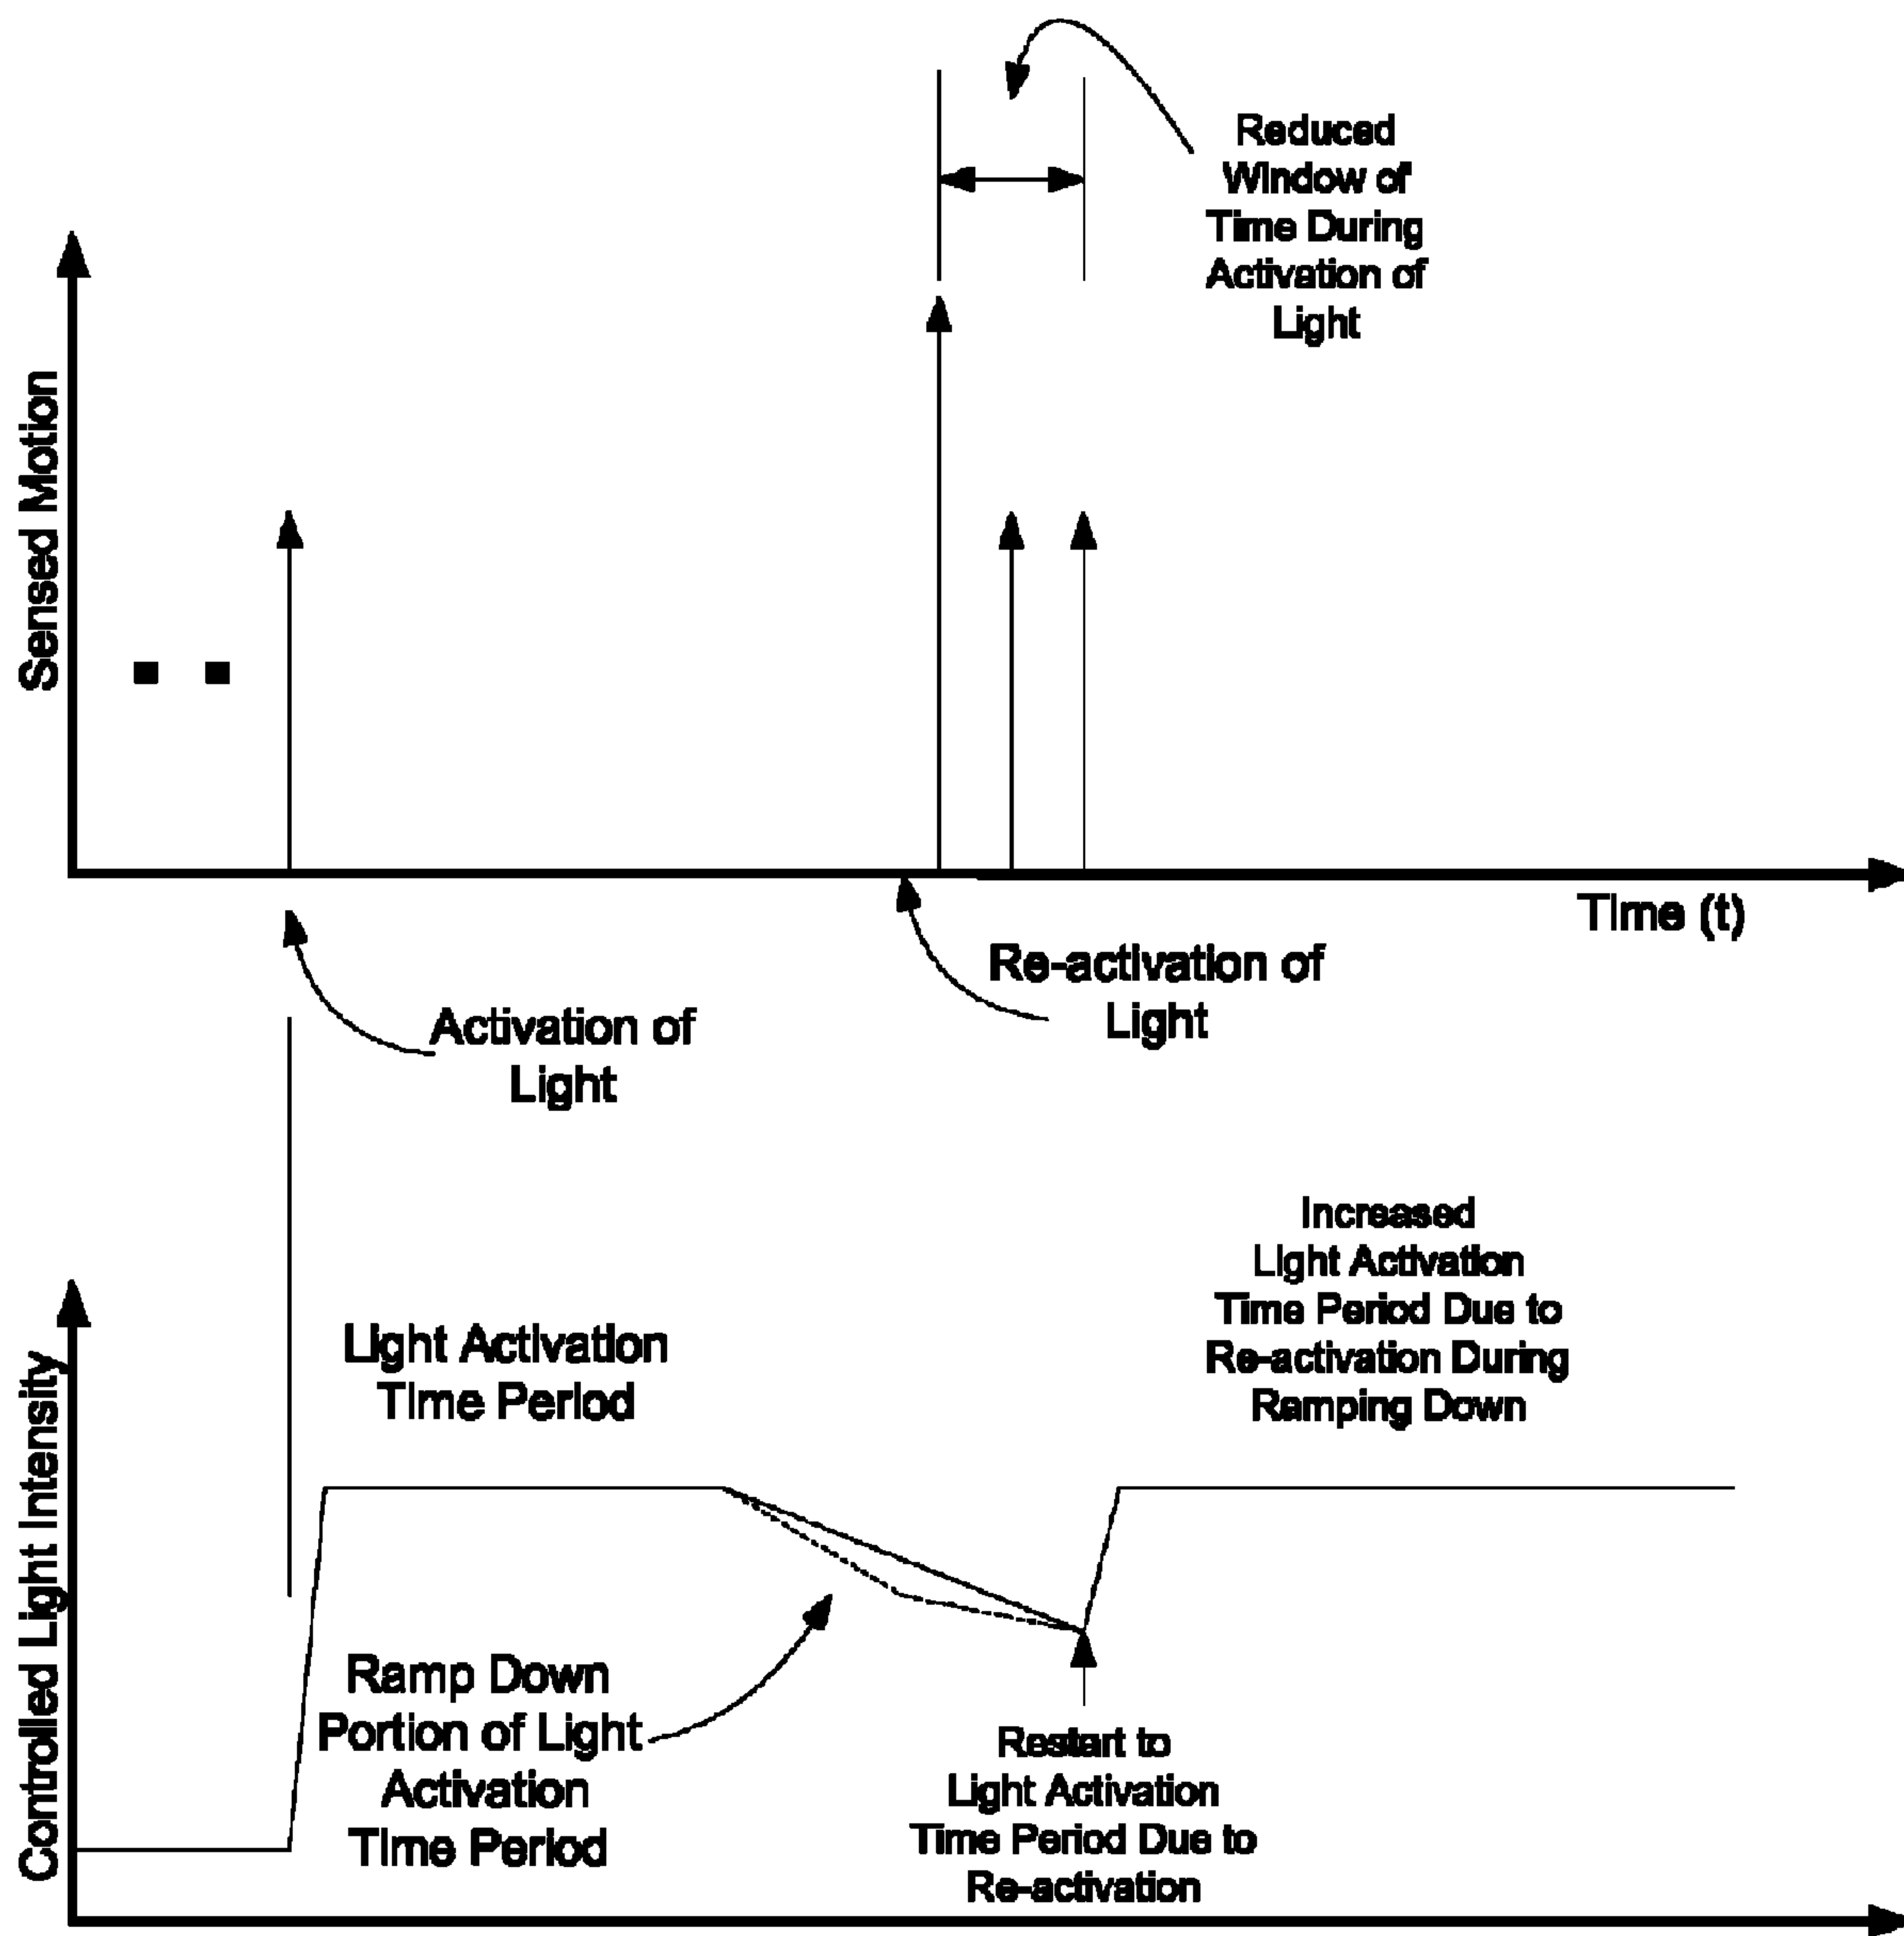 Reduced
Window of
Time During
Activation of
Light
Sensed Motion
Time (t)
Re-activation of
Light
Activation of
Light
Increased
Light Activation
Time Period Due to
Re-activation During
Ramping Down
Light Activation
Time Period
Controlled Light Intensity
Ramp Down
Portion of Light
Activation
Time Period
Restart to
Light Activation
Time Period Due to
Re-activation